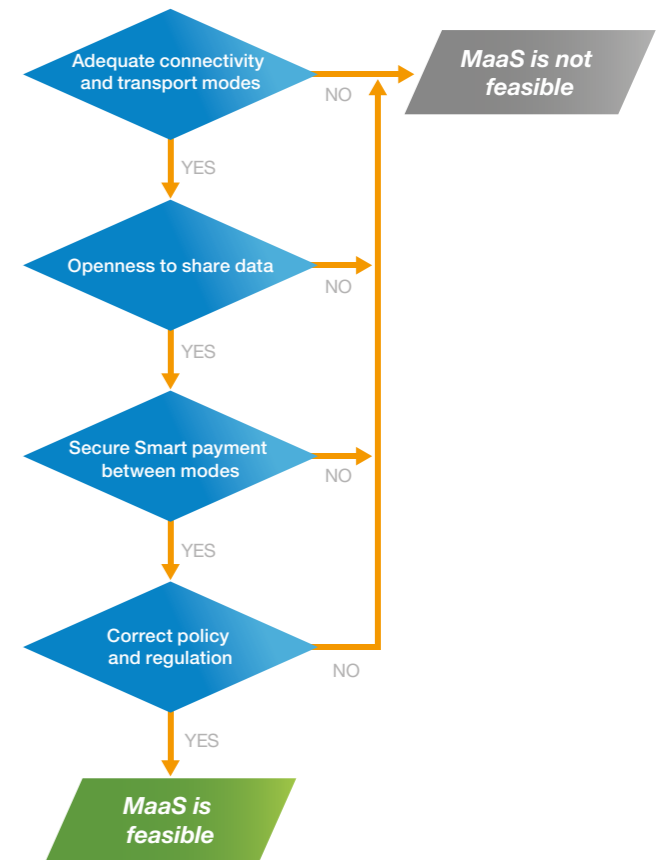 Adequate connectivity
and transport modes
MaaS is not
feasible
NO
YES
Openness to share data
NO
YES
Secure Smart payment
between modes
NO
YES
Correct policy
and regulation
NO
YES
MaaS is
feasible